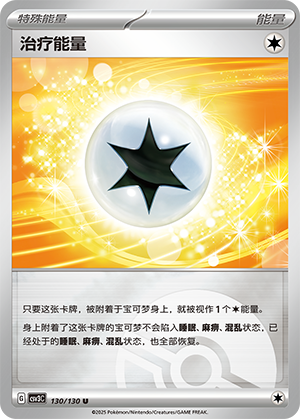 特殊能量 能量
治疗能量
只要这张卡牌，被附着于宝可梦身上，就被视作1个能量。
身上附着了这张卡牌的宝可梦不会陷入睡眠、麻痹、混乱状态，已
经处于的睡眠、麻痹、混乱状态，也全部恢复。
G CSV3C 130/130 U
©2025 Pokémon/Nintendo/Creatures/GAME FREAK.